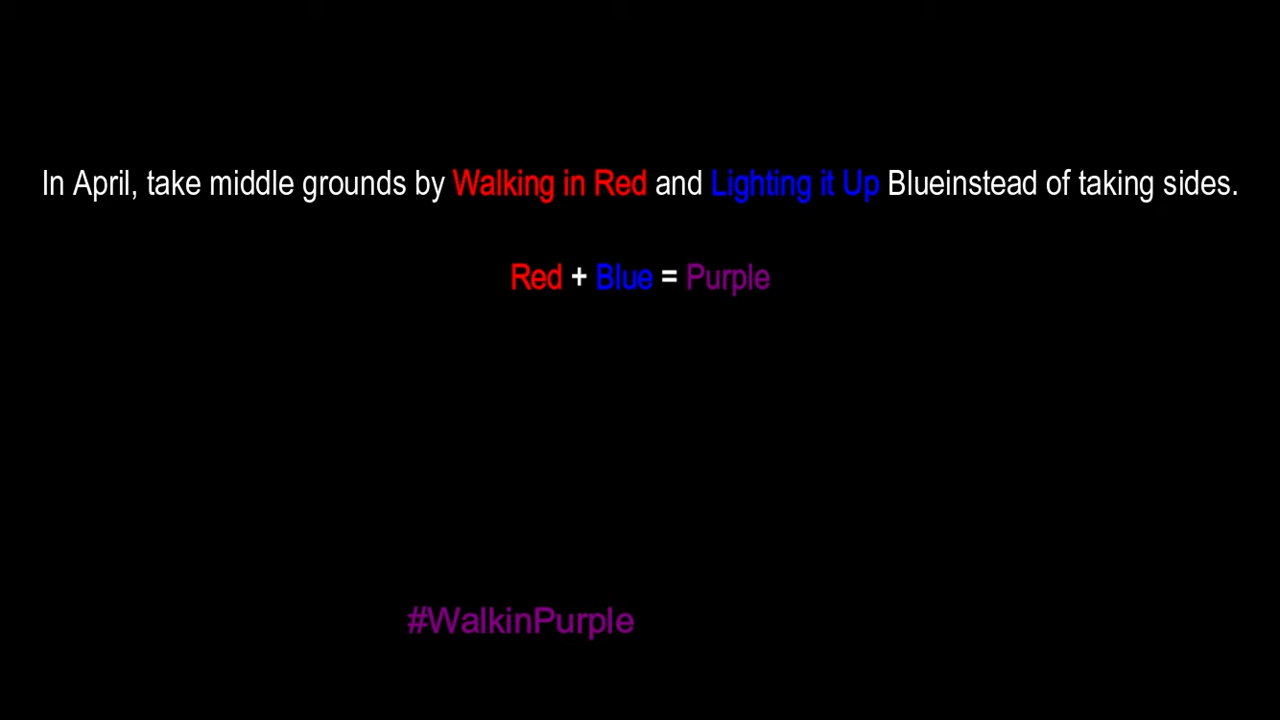 In April, take middle grounds by Walking in Red and Lighting it Up Blueinstead of taking sides.
Red + Blue = Purple
#WalkinPurple